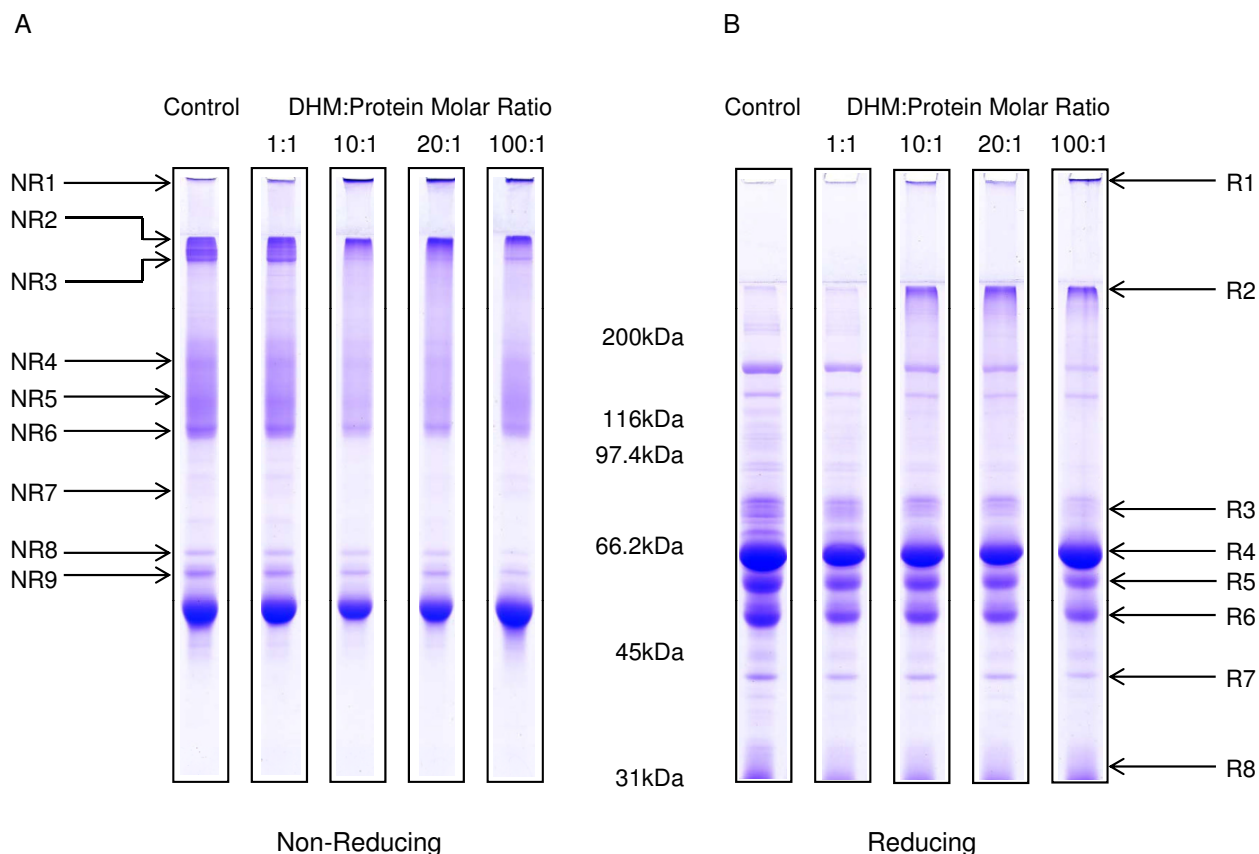 A
B
Control
DHM:Protein Molar Ratio
1:1
10:1
20:1
100:1
NR1
NR2
NR3
NR4
NR5
NR6
NR7
NR8
NR9
200kDa
116kDa
97.4kDa
66.2kDa
45kDa
31kDa
Control
DHM:Protein Molar Ratio
1:1
10:1
20:1
100:1
R1
R2
R3
R4
R5
R6
R7
R8
Non-Reducing
Reducing